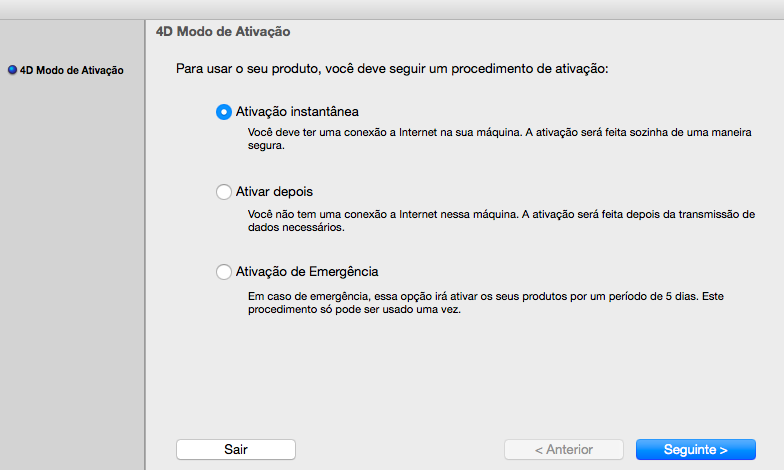 4D Modo de Ativação
4D Modo de Ativação
Para usar o seu produto, você deve seguir um procedimento de ativação:
Ativação instantânea
Você deve ter uma conexão a Internet na sua máquina. A ativação será feita sozinha de uma maneira
segura.
Ativar depois
Você não tem uma conexão a Internet nessa máquina. A ativação será feita depois da transmissão de
dados necessários.
Ativação de Emergência
Em caso de emergência, essa opção irá ativar os seus produtos por um período de 5 dias. Este
procedimento só pode ser usado uma vez.
Sair
< Anterior
Seguinte >